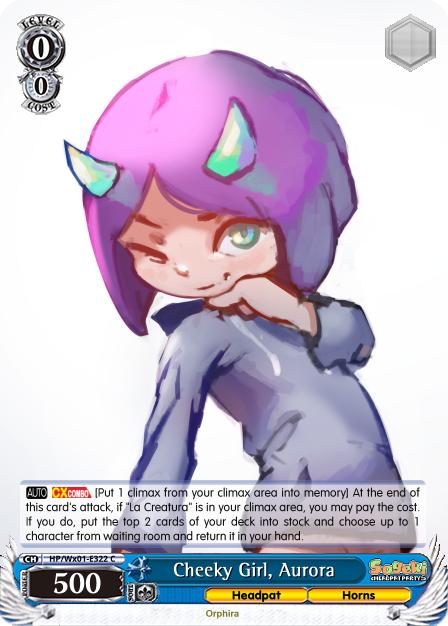 LEVEL
0
0
COST
AUTO CXCOMBO [Put 1 climax from your climax area into memory] At the end of
this card's attack, if "La Creatura" is in your climax area, you may pay the cost.
If you do, put the top 2 cards of your deck into stock and choose up to 1
character from waiting room and return it in your hand.
CH HP/Wx01-E322 C
POWER 500 SOUL Cheeky Girl, Aurora
Headpat Horns
Orphira